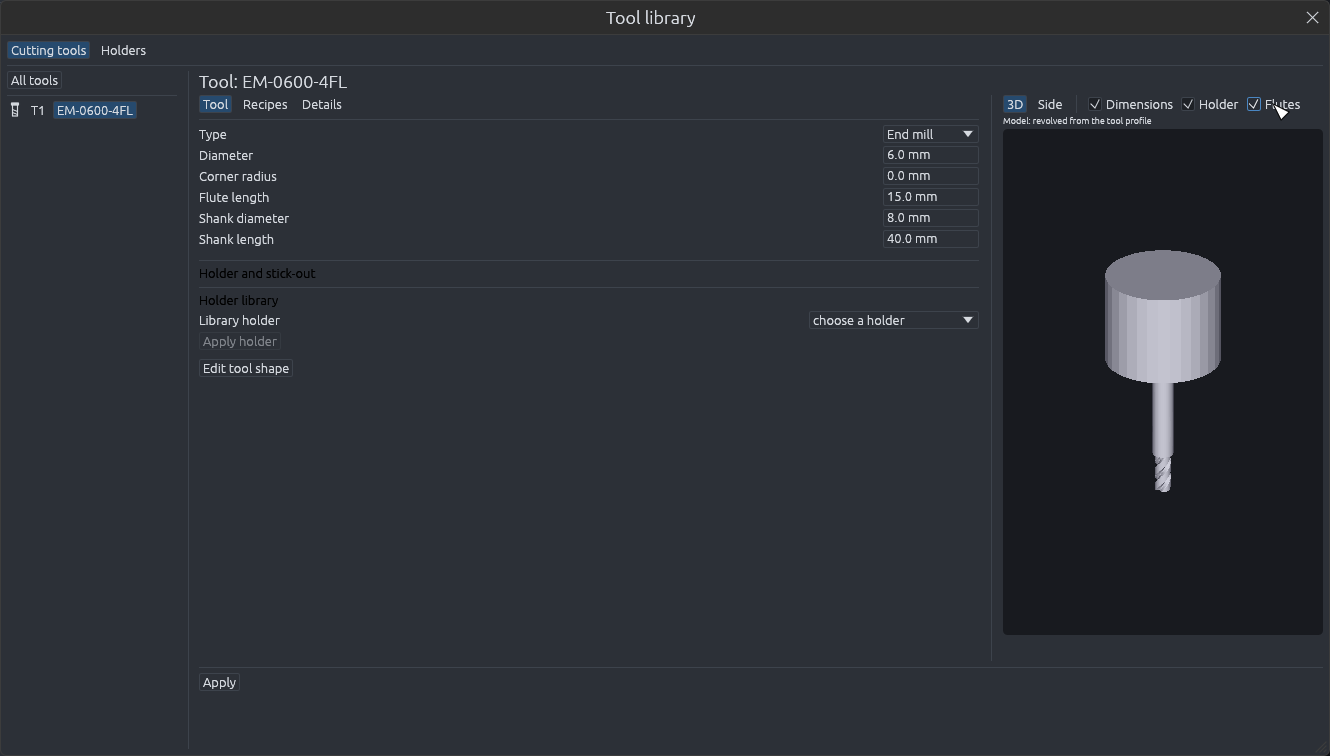 Tool library
Cutting tools Holders
All tools
T1 EM-0600-4FL
Tool: EM-0600-4FL
Tool Recipes Details
Type End mill
Diameter 6.0 mm
Corner radius 0.0 mm
Flute length 15.0 mm
Shank diameter 8.0 mm
Shank length 40.0 mm
Holder and stick-out
Holder library
Library holder choose a holder
Apply holder
Edit tool shape
3D Side Dimensions Holder Flutes
Model: revolved from the tool profile
Apply